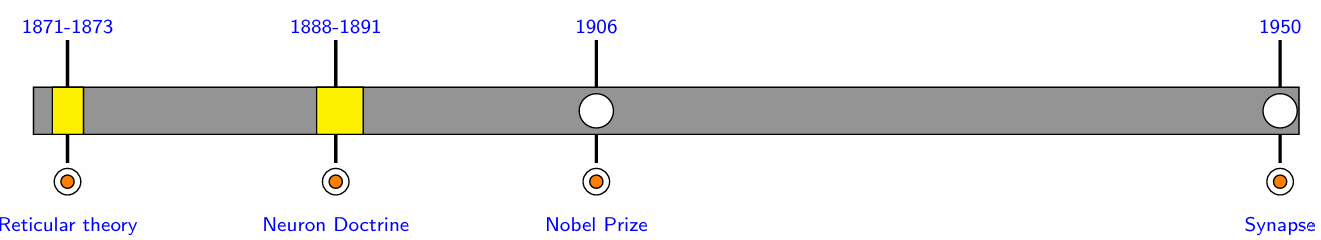 1871-1873
1888-1891
1906
1950
Reticular theory
Neuron Doctrine
Nobel Prize
Synapse